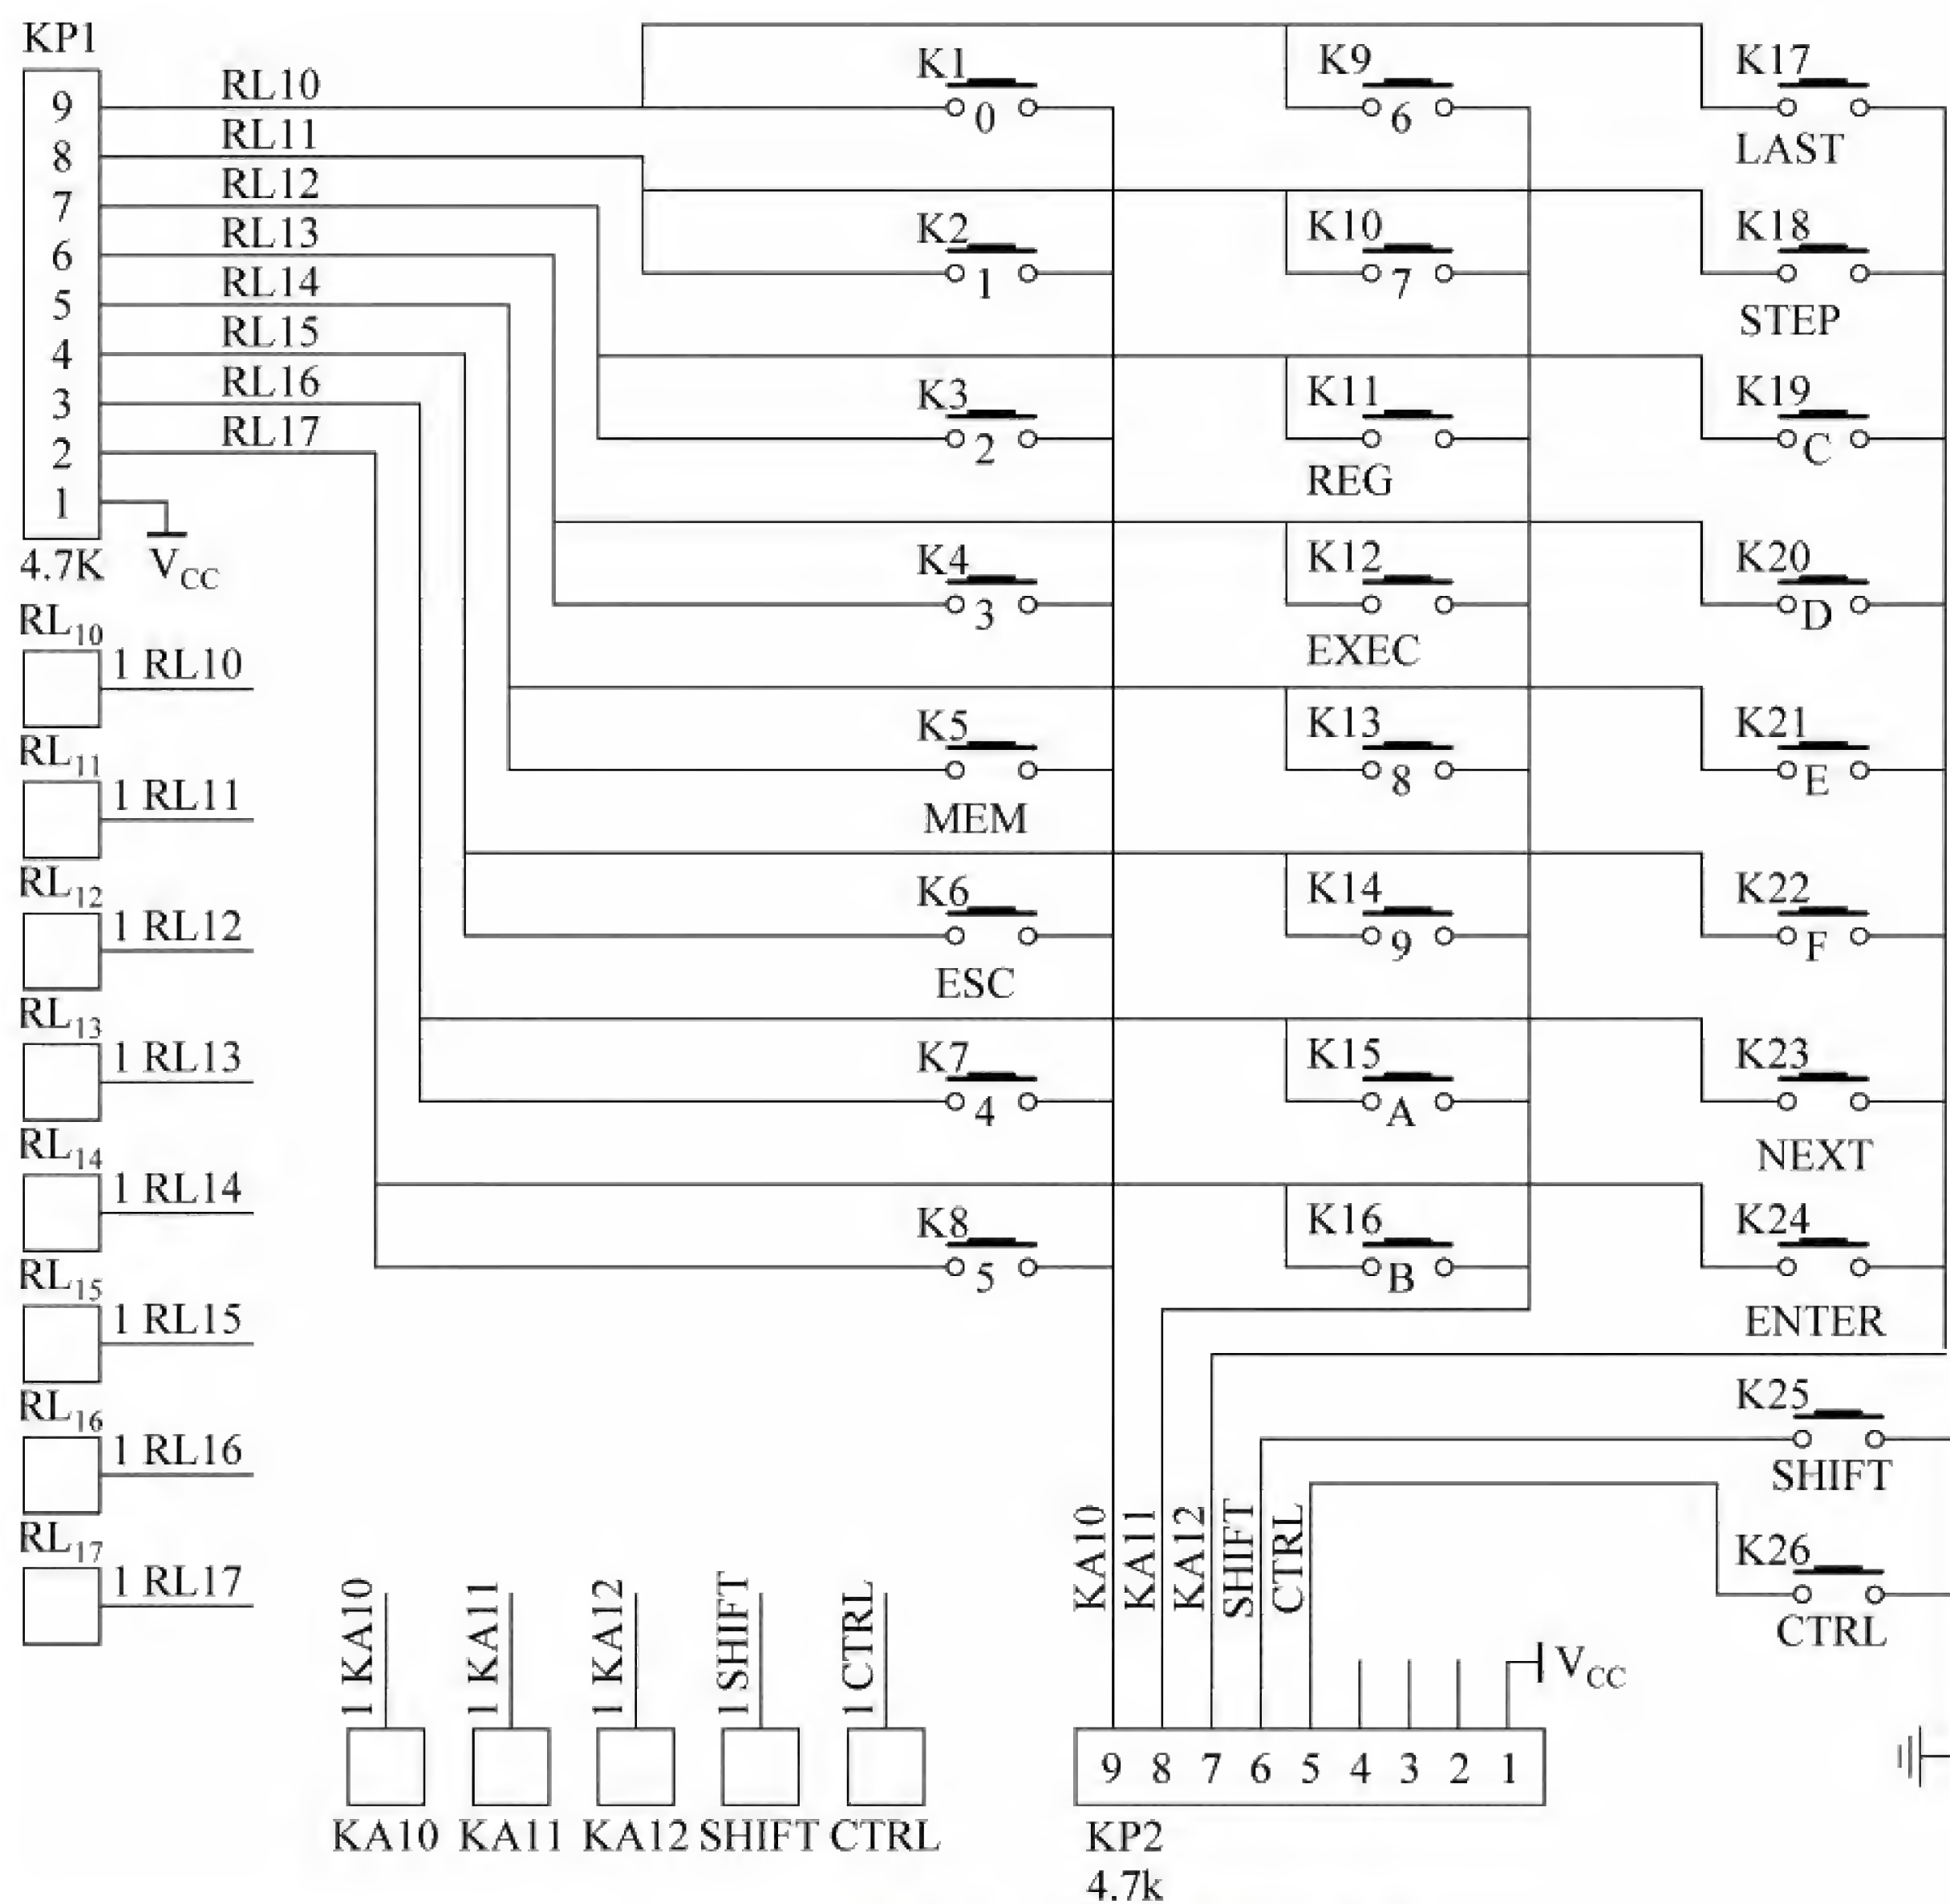 KP1
9 RL10
8 RL11
7 RL12
6 RL13
5 RL14
4 RL15
3 RL16
2 RL17
1
4.7K VCC
RL10
1 RL10
RL11
1 RL11
RL12
1 RL12
RL13
1 RL13
RL14
1 RL14
RL15
1 RL15
RL16
1 RL16
RL17
1 RL17
K1
0
K2
1
K3
2
K4
3
K5
MEM
K6
ESC
K7
4
K8
5
K9
6
K10
7
K11
REG
K12
EXEC
K13
8
K14
9
K15
A
K16
B
K17
LAST
K18
STEP
K19
C
K20
D
K21
E
K22
F
K23
NEXT
K24
ENTER
K25
SHIFT
K26
CTRL
1 KA10
1 KA11
1 KA12
1 SHIFT
1 CTRL
KA10 KA11 KA12 SHIFT CTRL
KA10
KA11
KA12
SHIFT
CTRL
VCC
9 8 7 6 5 4 3 2 1
KP2
4.7k